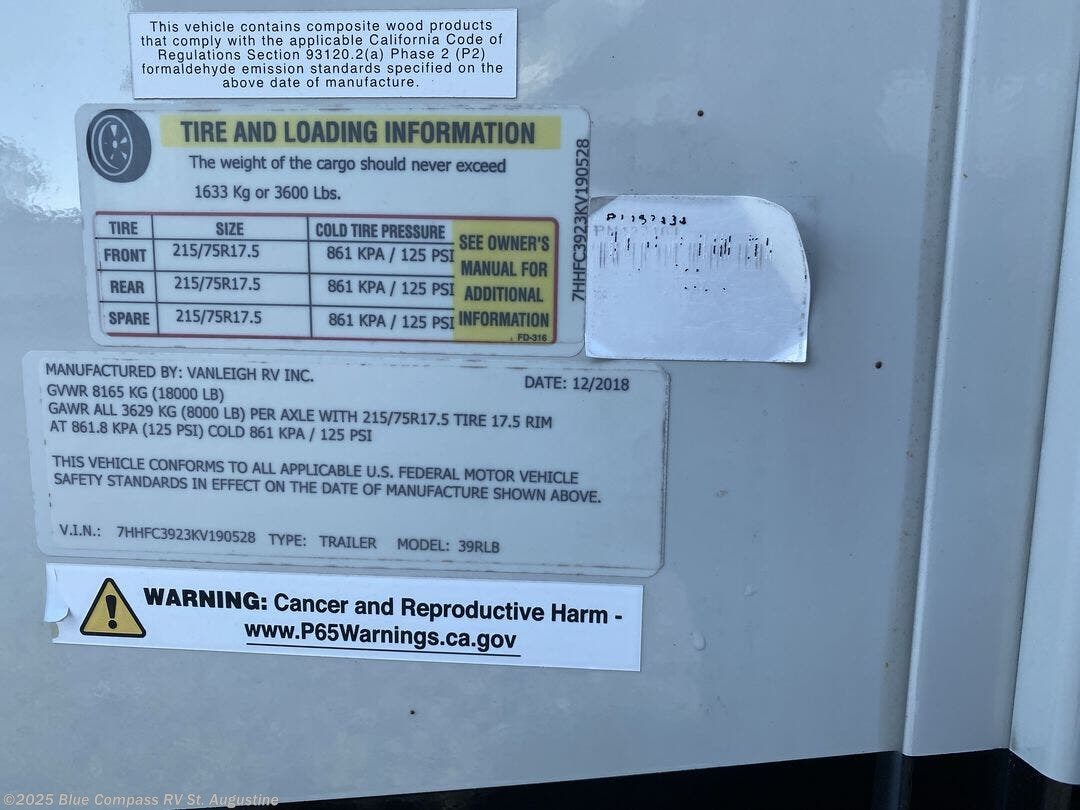 This vehicle contains composite wood products
that comply with the applicable California Code of
Regulations Section 93120.2(a) Phase 2 (P2)
formaldehyde emission standards specified on the
above date of manufacture.
TIRE AND LOADING INFORMATION
The weight of the cargo should never exceed
1633 Kg or 3600 Lbs.
TIRE SIZE COLD TIRE PRESSURE
FRONT 215/75R17.5 861 KPA / 125 PSI
REAR 215/75R17.5 861 KPA / 125 PSI
SPARE 215/75R17.5 861 KPA / 125 PSI
SEE OWNER'S
MANUAL FOR
ADDITIONAL
INFORMATION
FD-316
7HHFC3923KV190528
MANUFACTURED BY: VANLEIGH RV INC. DATE: 12/2018
GVWR 8165 KG (18000 LB)
GAWR ALL 3629 KG (8000 LB) PER AXLE WITH 215/75R17.5 TIRE 17.5 RIM
AT 861.8 KPA (125 PSI) COLD 861 KPA / 125 PSI
THIS VEHICLE CONFORMS TO ALL APPLICABLE U.S. FEDERAL MOTOR VEHICLE
SAFETY STANDARDS IN EFFECT ON THE DATE OF MANUFACTURE SHOWN ABOVE.
V.I.N.: 7HHFC3923KV190528 TYPE: TRAILER MODEL: 39RLB
WARNING: Cancer and Reproductive Harm -
www.P65Warnings.ca.gov
©2025 Blue Compass RV St. Augustine